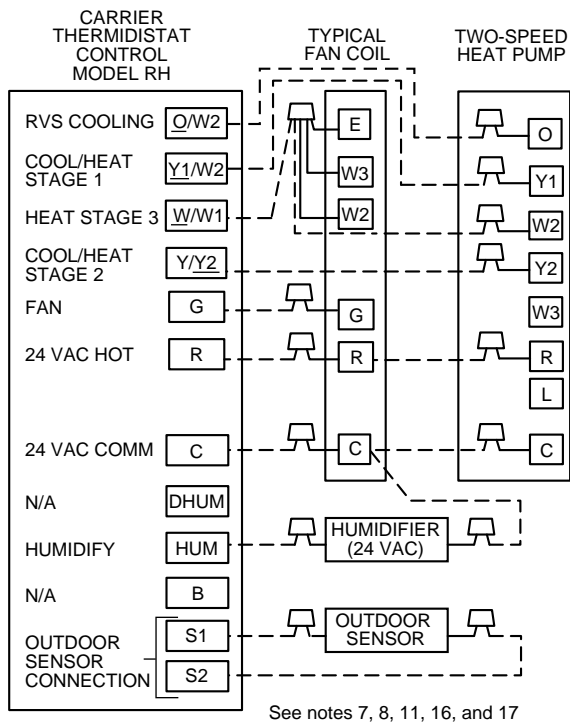 CARRIER
THERMIDISTAT
CONTROL
MODEL RH
TYPICAL
FAN COIL
TWO-SPEED
HEAT PUMP
RVS COOLING
O/W2
E
O
COOL/HEAT
STAGE 1
Y1/W2
W3
Y1
HEAT STAGE 3
W/W1
W2
W2
COOL/HEAT
STAGE 2
Y/Y2
Y2
FAN
G
G
W3
24 VAC HOT
R
R
R
L
24 VAC COMM
C
C
C
N/A
DHUM
HUMIDIFY
HUM
HUMIDIFIER
(24 VAC)
N/A
B
OUTDOOR
SENSOR
CONNECTION
S1
S2
OUTDOOR
SENSOR
See notes 7, 8, 11, 16, and 17